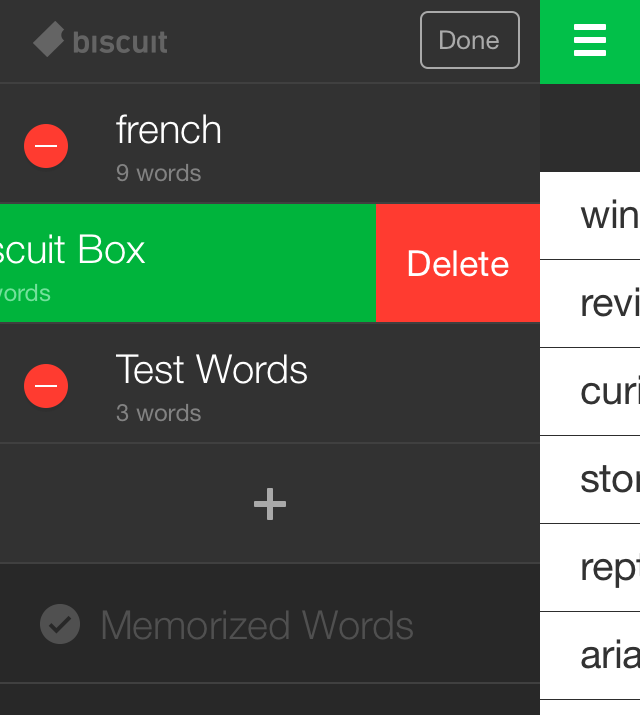 biscuit
Done
french
9 words
scuit Box
words
Delete
Test Words
3 words
+
Memorized Words
win
revi
curi
stor
rept
aria